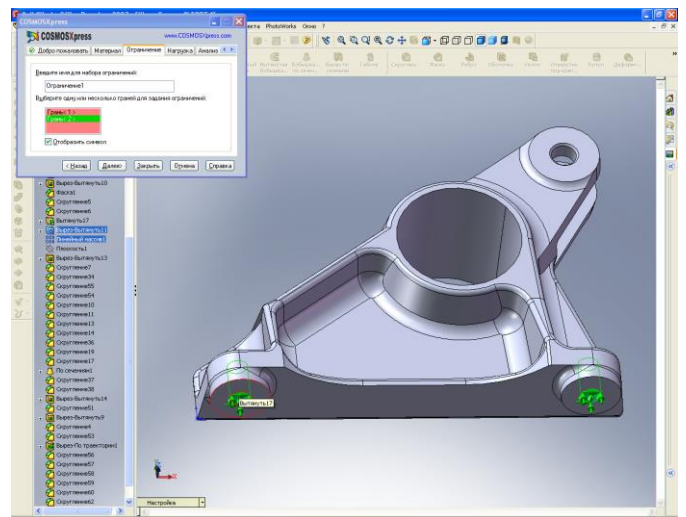 COSMOSXpress
PhotoWorks Окно ?
COSMOSXpress
www.COSMOSXpress.com
Добро пожаловать Материал Ограничение Нагрузка Анализ
Введите имя для набора ограничений:
Ограничение1
Выберите одну или несколько граней для задания ограничений:
Грань< 1 >
Грань< 2 >
Отобразить символ
< Назад Далее> Закрыть Отмена Справка
Вырез-Вытянуть10
Фаска1
Скругление5
Скругление6
Вытянуть17
Вырез-Вытянуть11
Линейный массив1
Плоскость1
Вырез-Вытянуть13
Скругление7
Скругление34
Скругление55
Скругление54
Скругление10
Скругление11
Скругление13
Скругление14
Скругление36
Скругление19
Скругление17
По сечениям1
Скругление37
Скругление38
Вырез-Вытянуть14
Скругление51
Вырез-Вытянуть9
Скругление4
Скругление53
Вырез-По траектории1
Скругление56
Скругление57
Скругление58
Скругление59
Скругление60
Скругление62
Вытянуть17
Настройка